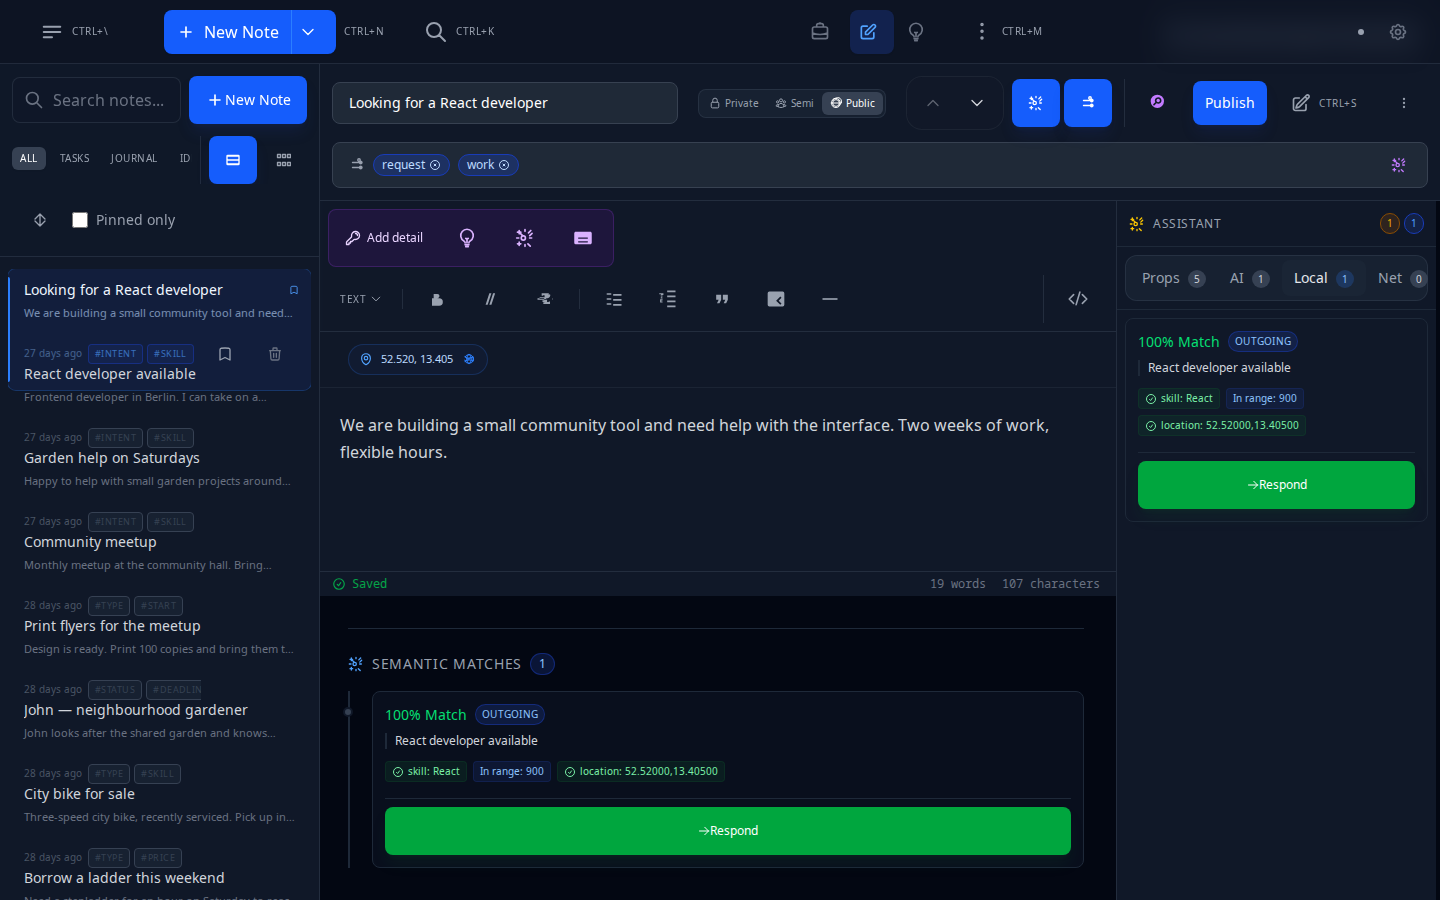 CTRL+\
New Note
CTRL+N
CTRL+K
CTRL+M
Search notes...
New Note
ALL
TASKS
JOURNAL
ID
Pinned only
Looking for a React developer
We are building a small community tool and need...
27 days ago #INTENT #SKILL
React developer available
Frontend developer in Berlin. I can take on a...
27 days ago #INTENT #SKILL
Garden help on Saturdays
Happy to help with small garden projects around...
27 days ago #INTENT #SKILL
Community meetup
Monthly meetup at the community hall. Bring...
28 days ago #TYPE #START
Print flyers for the meetup
Design is ready. Print 100 copies and bring them t...
28 days ago #STATUS #DEADLIN
John — neighbourhood gardener
John looks after the shared garden and knows...
28 days ago #TYPE #SKILL
City bike for sale
Three-speed city bike, recently serviced. Pick up in...
28 days ago #TYPE #PRICE
Borrow a ladder this weekend
Looking for a React developer
Private
Semi
Public
Publish
CTRL+S
request
work
Add detail
TEXT
52.520, 13.405
We are building a small community tool and need help with the interface. Two weeks of work,
flexible hours.
Saved
19 words 107 characters
SEMANTIC MATCHES 1
100% Match OUTGOING
React developer available
skill: React
In range: 900
location: 52.52000,13.40500
→Respond
ASSISTANT
1 1
Props 5
AI 1
Local 1
Net 0
100% Match OUTGOING
React developer available
skill: React
In range: 900
location: 52.52000,13.40500
→Respond